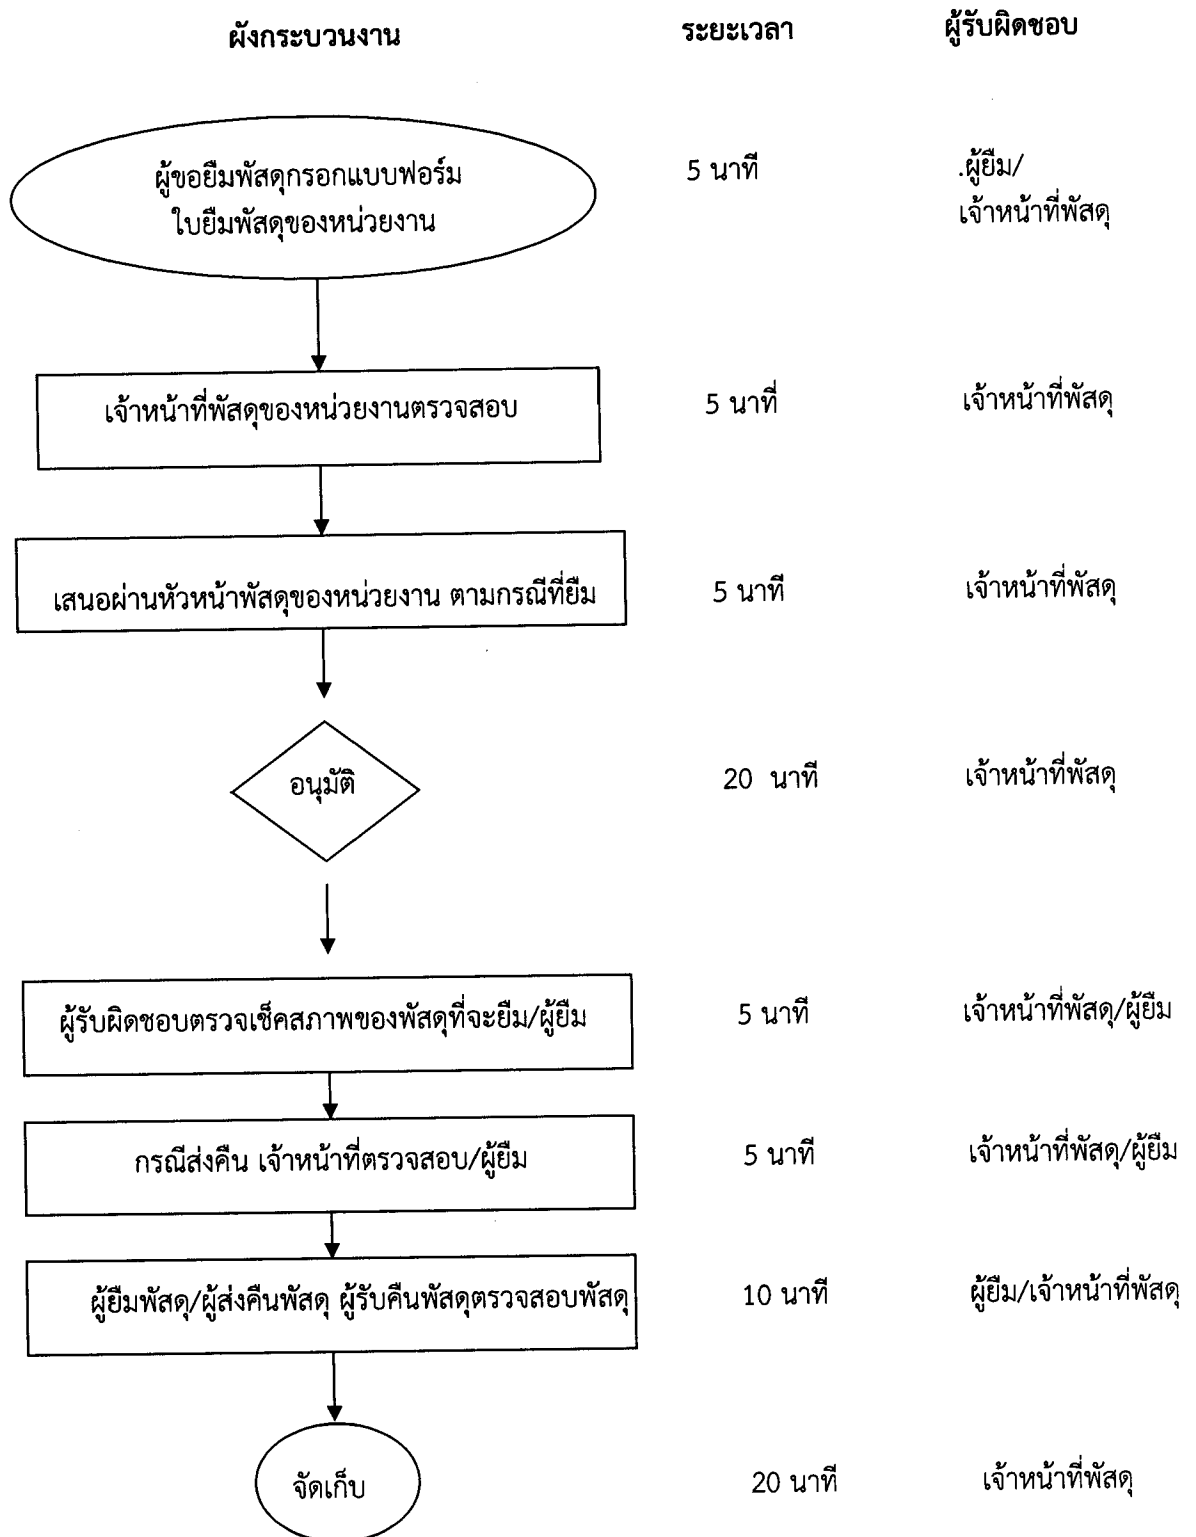 ผังกระบวนงาน ระยะเวลา ผู้รับผิดชอบ
ผู้ขอยืมพัสดุกรอกแบบฟอร์ม 5 นาที .ผู้ยืม/
ใบยืมพัสดุของหน่วยงาน เจ้าหน้าที่พัสดุ
เจ้าหน้าที่พัสดุของหน่วยงานตรวจสอบ 5 นาที่ เจ้าหน้าที่พัสดุ
เสนอผ่านหัวหน้าพัสดุของหน่วยงาน ตามกรณีที่ยืม 5 นาที เจ้าหน้าที่พัสดุ
อนุมัติ 20 นาที เจ้าหน้าที่พัสดุ
ผู้รับผิดชอบตรวจเช็คสภาพของพัสดุที่จะยืม/ผู้ยืม 5 นาที เจ้าหน้าที่พัสดุ/ผู้ยืม
กรณีส่งคืน เจ้าหน้าที่ตรวจสอบ/ผู้ยืม 5 นาที เจ้าหน้าที่พัสดุ/ผู้ยืม
ผู้ยืมพัสดุ/ผู้ส่งคืนพัสดุ ผู้รับคืนพัสดุตรวจสอบพัสดุ 10 นาที ผู้ยืม/เจ้าหน้าที่พัสดุ
จัดเก็บ 20 นาที เจ้าหน้าที่พัสดุ